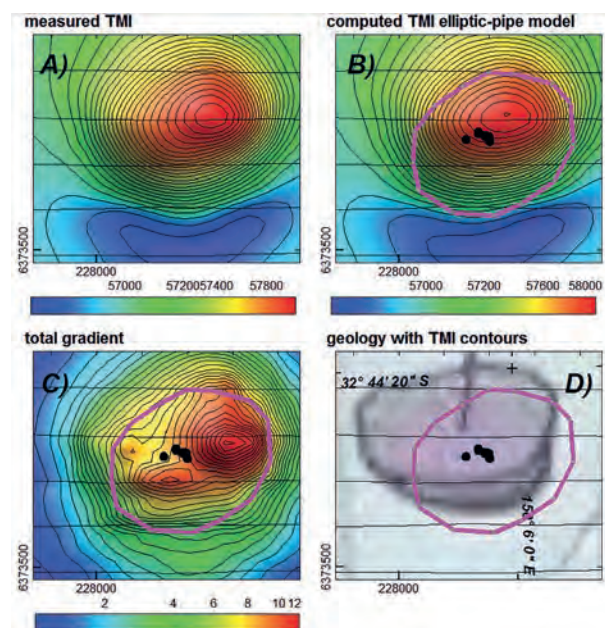 measured TMI
computed TMI elliptic-pipe model
A)
B)
6373500
228000
6373500
228000
57000 57200 57400 57800
57000 57200 57600 58000
total gradient
geology with TMI contours
C)
D)
32° 44' 20" S
6' 0" E
6373500
228000
6373500
228000
2 4 6 8 10 12